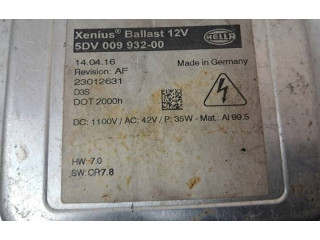 Xenius® Ballast 12V
HELLA
5DV 009 932-00
14.04.16
Made in Germany
Revision: AF
23012631
D3S
DOT 2000h
DC: 1100V / AC: 42V / P: 35W - Mat.: Al 99.5
HW: 7.0
SW: CR7.8